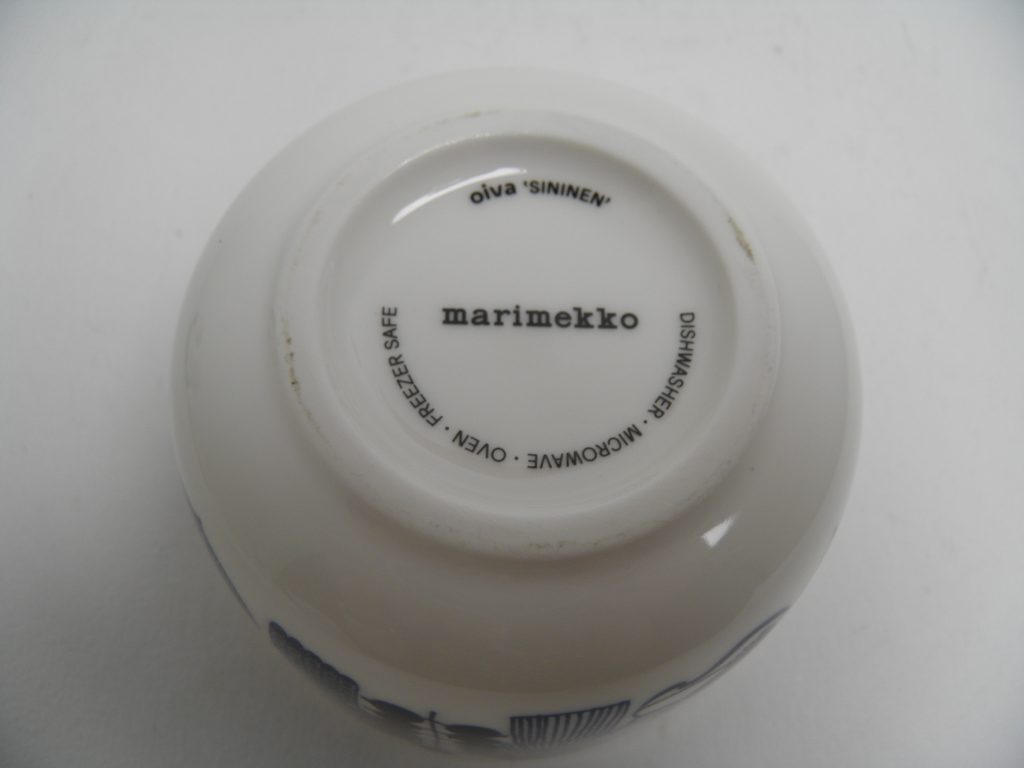 oiva 'SININEN'
marimekko
DISHWASHER · MICROWAVE · OVEN · FREEZER SAFE